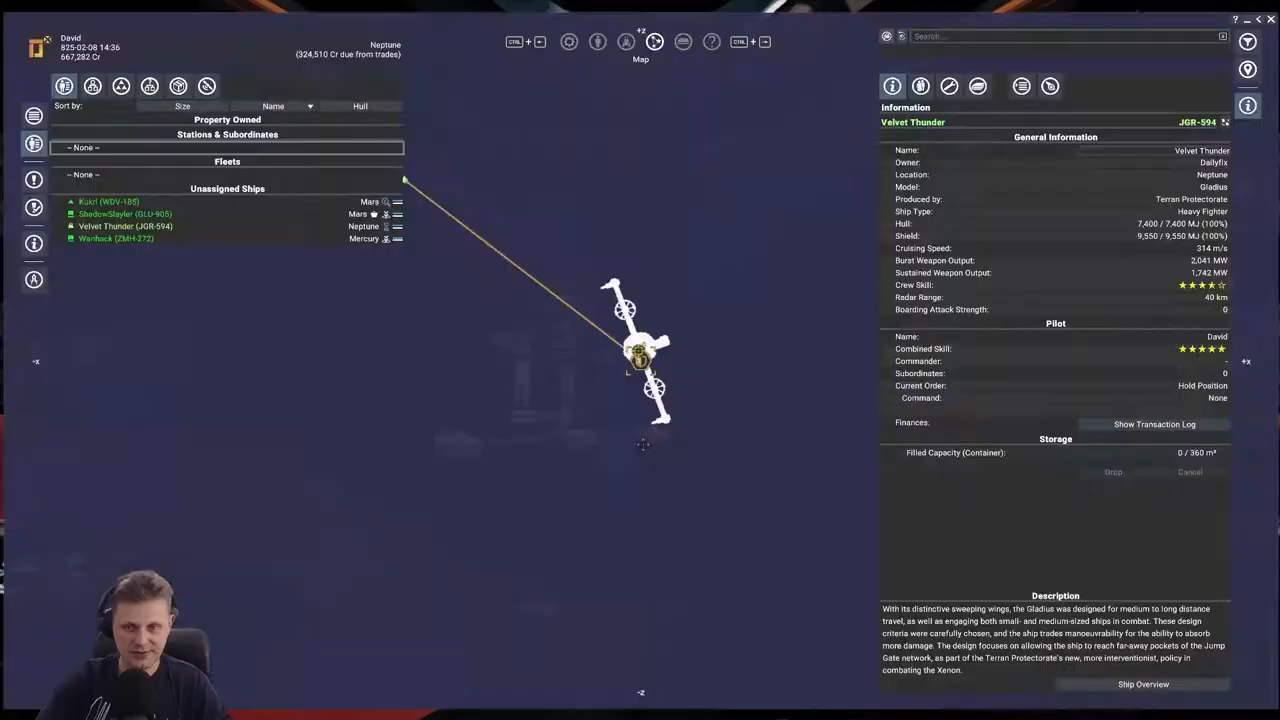 David
825-02-08 14:36
667,282 Cr
Neptune
(324,510 Cr due from trades)
CTRL + 
CTRL + 
+z
Map
Search...
Sort by: Size Name Hull
Property Owned
Stations & Subordinates
-- None --
Fleets
-- None --
Unassigned Ships
Kukri (WDV-185) Mars
ShadowSlayler (GLU-905) Mars
Velvet Thunder (JGR-594) Neptune
Wanhack (ZMH-272) Mercury
-x
+x
-z
Information
Velvet Thunder JGR-594
General Information
Name: Velvet Thunder
Owner: Dailyfix
Location: Neptune
Model: Gladius
Produced by: Terran Protectorate
Ship Type: Heavy Fighter
Hull: 7,400 / 7,400 MJ (100%)
Shield: 9,550 / 9,550 MJ (100%)
Cruising Speed: 314 m/s
Burst Weapon Output: 2,041 MW
Sustained Weapon Output: 1,742 MW
Crew Skill: ★★★★☆
Radar Range: 40 km
Boarding Attack Strength: 0
Pilot
Name: David
Combined Skill: ★★★★★
Commander: -
Subordinates: 0
Current Order: Hold Position
Command: None
Finances: Show Transaction Log
Storage
Filled Capacity (Container): 0 / 360 m³
Drop Cancel
Description
With its distinctive sweeping wings, the Gladius was designed for medium to long distance
travel, as well as engaging both small- and medium-sized ships in combat. These design
criteria were carefully chosen, and the ship trades manoeuvrability for the ability to absorb
more damage. The design focuses on allowing the ship to reach far-away pockets of the Jump
Gate network, as part of the Terran Protectorate's new, more interventionist, policy in
combating the Xenon.
Ship Overview